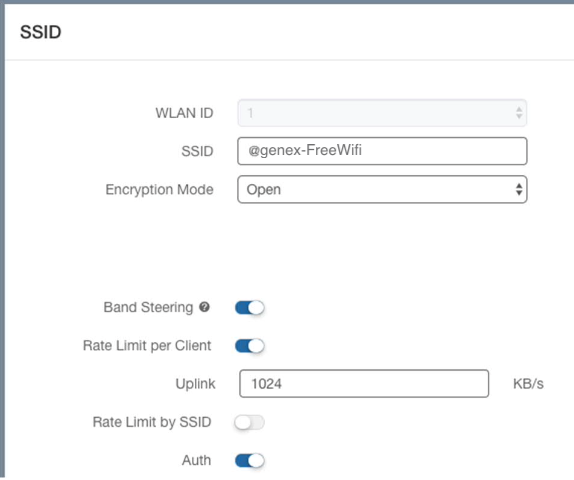 SSID
WLAN ID 1
SSID @genex-FreeWifi
Encryption Mode Open
Band Steering ?
Rate Limit per Client
Uplink 1024 KB/s
Rate Limit by SSID
Auth